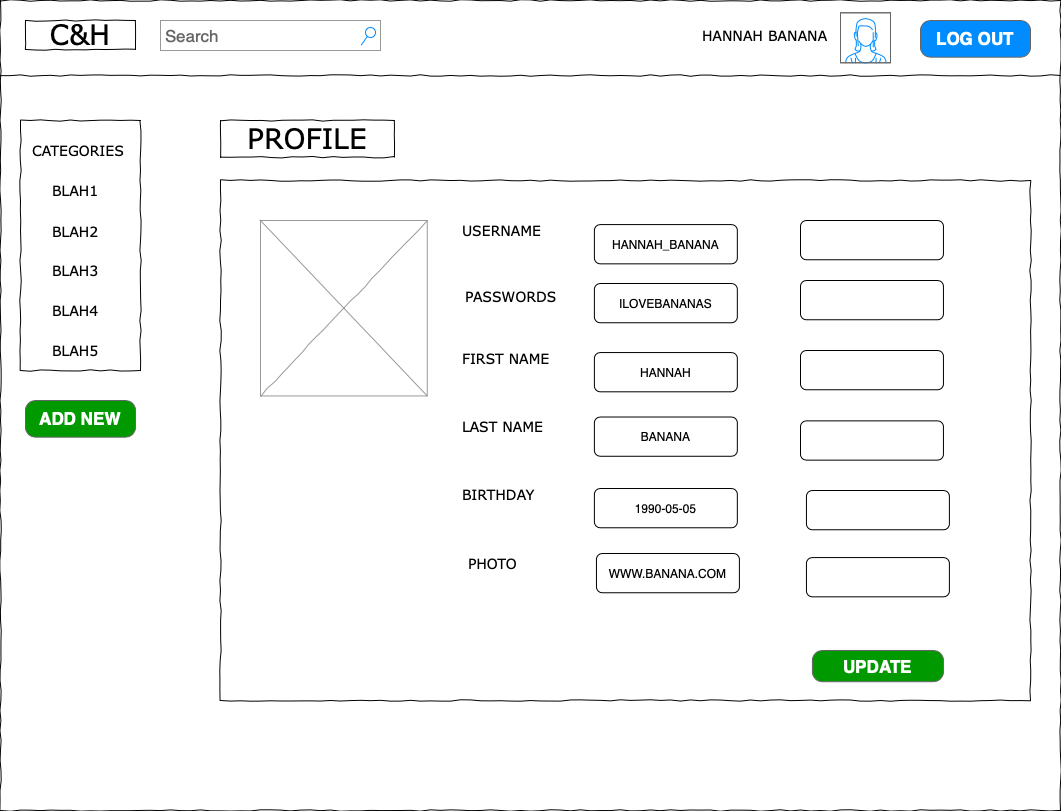 C&H
Search
HANNAH BANANA
LOG OUT
CATEGORIES
BLAH1
BLAH2
BLAH3
BLAH4
BLAH5
ADD NEW
PROFILE
USERNAME
HANNAH_BANANA
PASSWORDS
ILOVEBANANAS
FIRST NAME
HANNAH
LAST NAME
BANANA
BIRTHDAY
1990-05-05
PHOTO
WWW.BANANA.COM
UPDATE